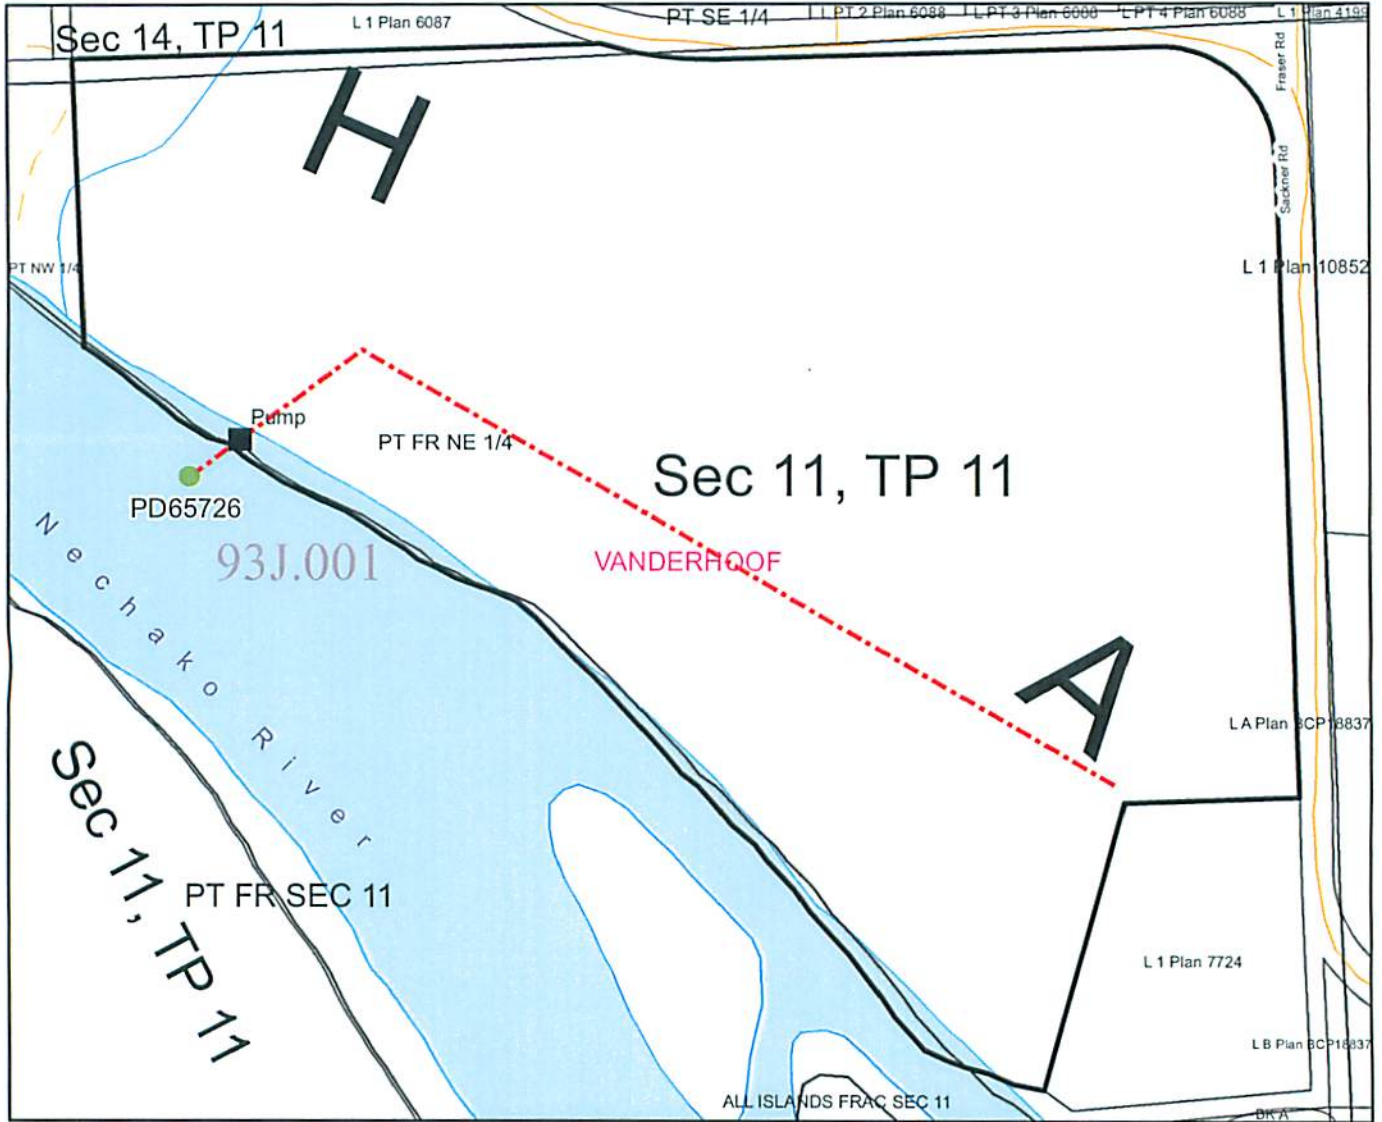 L 1 Plan 6087
PT SE 1/4
L PT 2 Plan 6088
L PT 3 Plan 6088
L PT 4 Plan 6088
L 1 Plan 4199
Sec 14, TP 11
Fraser Rd
H
Sackner Rd
PT NW 1/4
L 1 Plan 10852
Pump
PT FR NE 1/4
Sec 11, TP 11
PD65726
93J.001
VANDERHOOF
Nechako River
A
L A Plan BCP18837
Sec 11, TP 11
PT FR SEC 11
L 1 Plan 7724
L B Plan BCP18837
ALL ISLANDS FRAC SEC 11
BK A